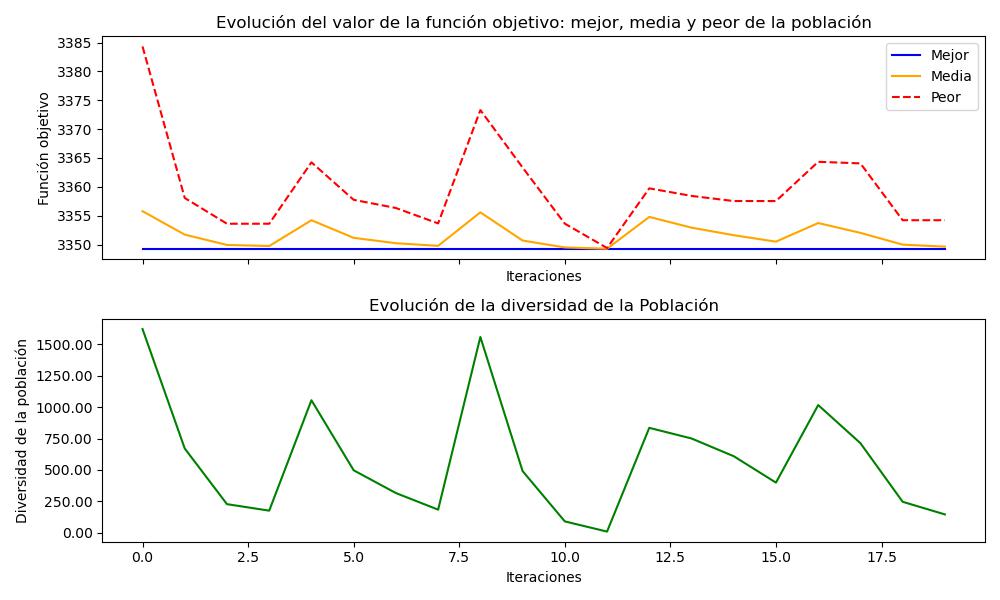 Evolución del valor de la función objetivo: mejor, media y peor de la población
3385
3380
3375
3370
3365
3360
3355
3350
Función objetivo
Mejor
Media
Peor
Iteraciones
Evolución de la diversidad de la Población
1500.00
1250.00
1000.00
750.00
500.00
250.00
0.00
Diversidad de la población
0.0 2.5 5.0 7.5 10.0 12.5 15.0 17.5
Iteraciones